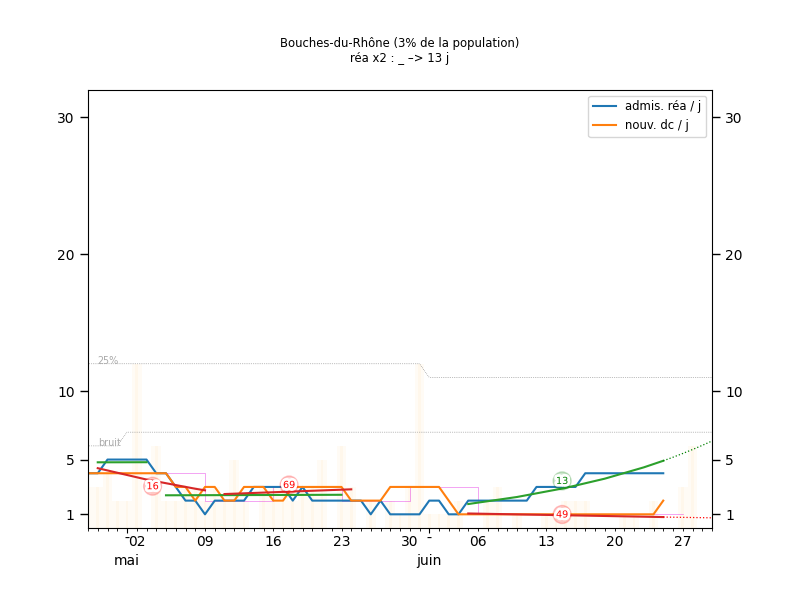 Bouches-du-Rhône (3% de la population)
réa x2 : _ –> 13 j
admis. réa / j
nouv. dc / j
30 30
20 20
10 10
5 5
1 1
25%
bruit
16
69
13
49
02 09 16 23 30 06 13 20 27
mai juin